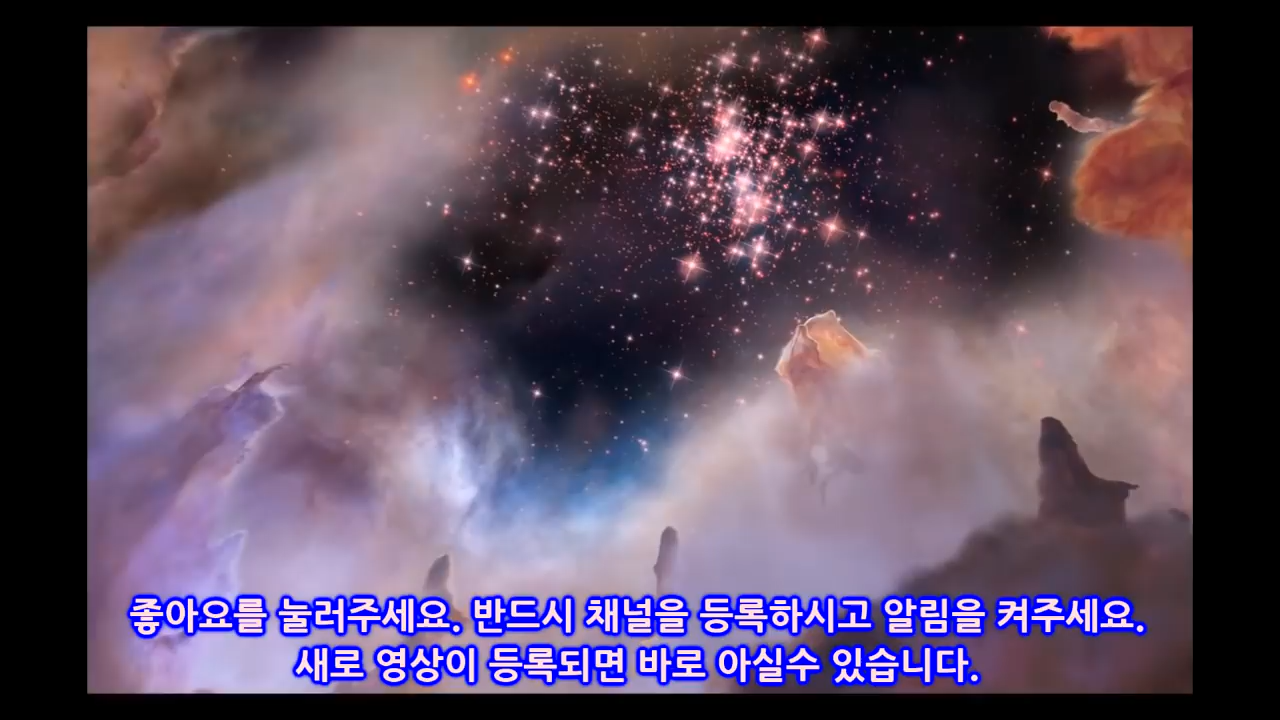 좋아요를 눌러주세요. 반드시 채널을 등록하시고 알림을 켜주세요.
새로 영상이 등록되면 바로 아실수 있습니다.